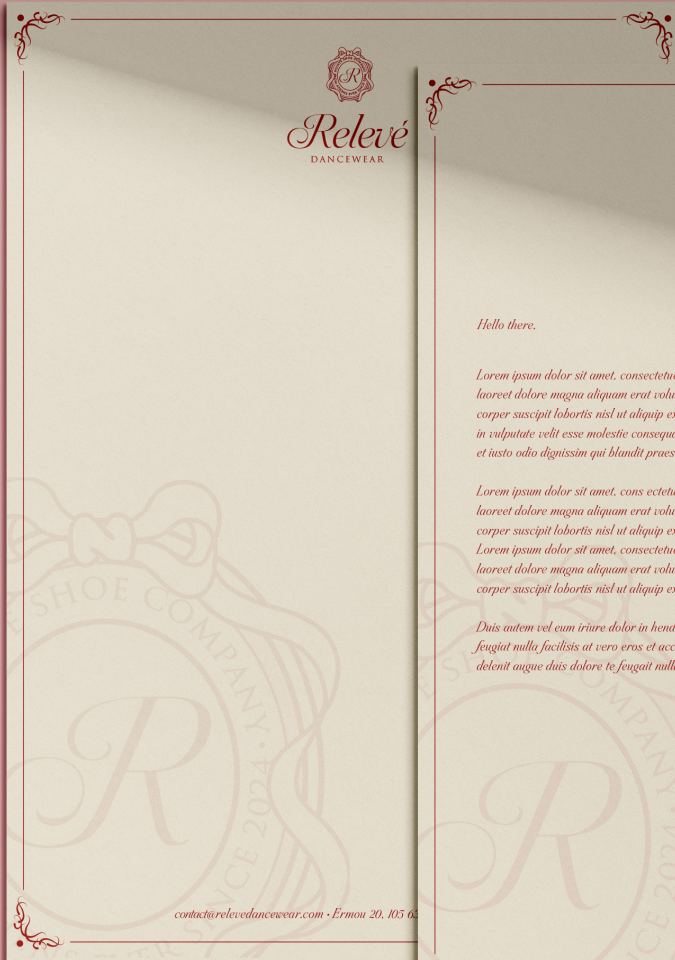 R
Relevé
DANCEWEAR
SHOE COMPANY · SINCE 2024 ·
R
contact@relevedancewear.com • Ermou 20, 105
Hello there,
Lorem ipsum dolor sit amet, consectetu
laoreet dolore magna aliquam erat volu
corper suscipit lobortis nisl ut aliquip ex
in vulputate velit esse molestie consequa
et iusto odio dignissim qui blandit praes
Lorem ipsum dolor sit amet, cons ectetu
laoreet dolore magna aliquam erat volu
corper suscipit lobortis nisl ut aliquip ex
Lorem ipsum dolor sit amet, consectetu
laoreet dolore magna aliquam erat volu
corper suscipit lobortis nisl ut aliquip ex
Duis autem vel eum iriure dolor in hend
feugiat nulla facilisis at vero eros et acc
delenit augue duis dolore te feugait nulla
SHOE COMPANY ·
R